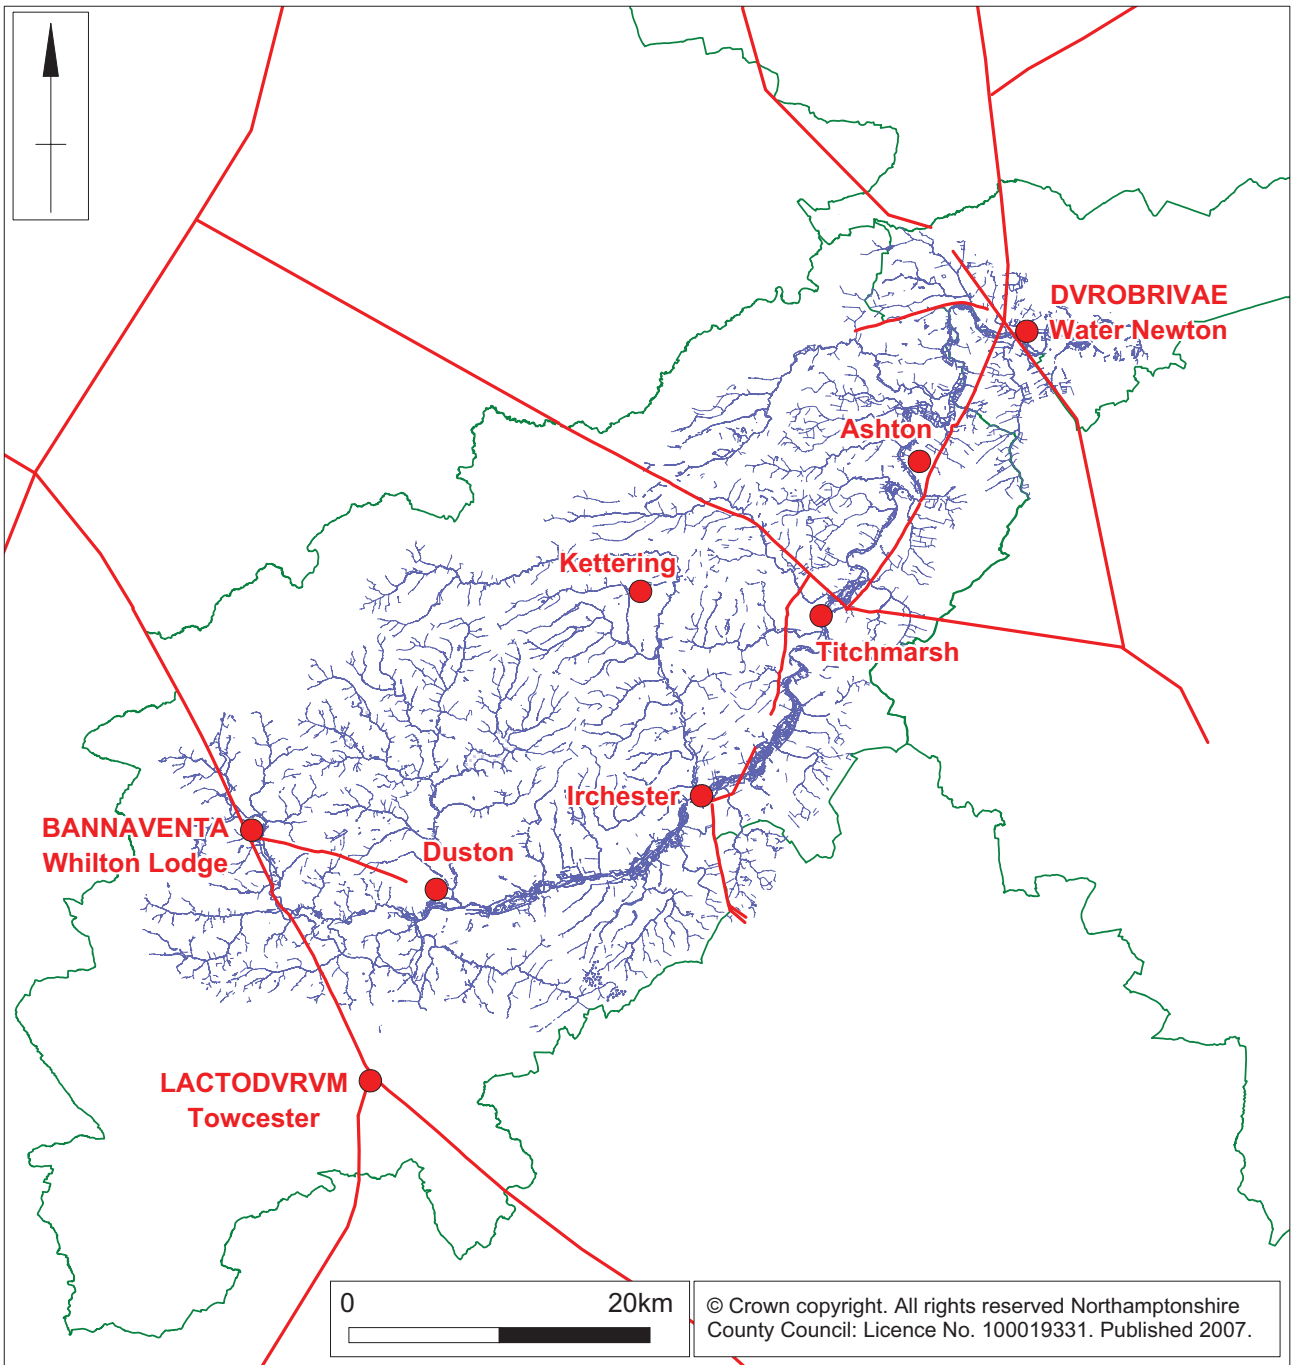 DVROBRIVAE
Water Newton
Ashton
Kettering
Titchmarsh
Irchester
BANNAVENTA
Whilton Lodge
Duston
LACTODVRVM
Towcester
0 20km
© Crown copyright. All rights reserved Northamptonshire
County Council: Licence No. 100019331. Published 2007.